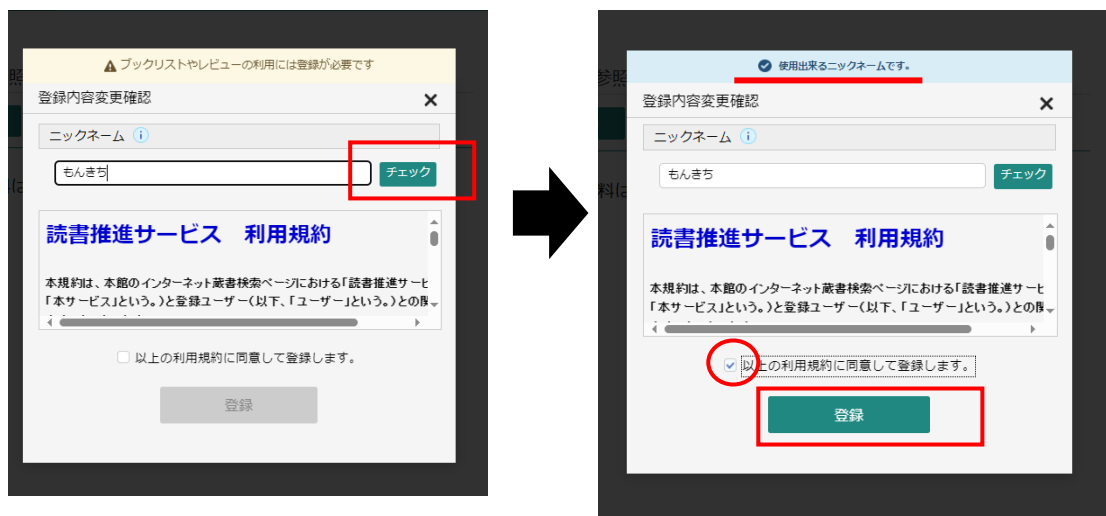 ブックリストやレビューの利用には登録が必要です
登録内容変更確認
ニックネーム
もんきち
チェック
読書推進サービス 利用規約
本規約は、本館のインターネット蔵書検索ページにおける「読書推進サービ
「本サービス」という。)と登録ユーザー(以下、「ユーザー」という。)との
以上の利用規約に同意して登録します。
登録
使用出来るニックネームです。
参照
登録内容変更確認
ニックネーム
もんきち
チェック
料は
読書推進サービス 利用規約
本規約は、本館のインターネット蔵書検索ページにおける「読書推進サービ
「本サービス」という。)と登録ユーザー(以下、「ユーザー」という。)との
以上の利用規約に同意して登録します。
登録